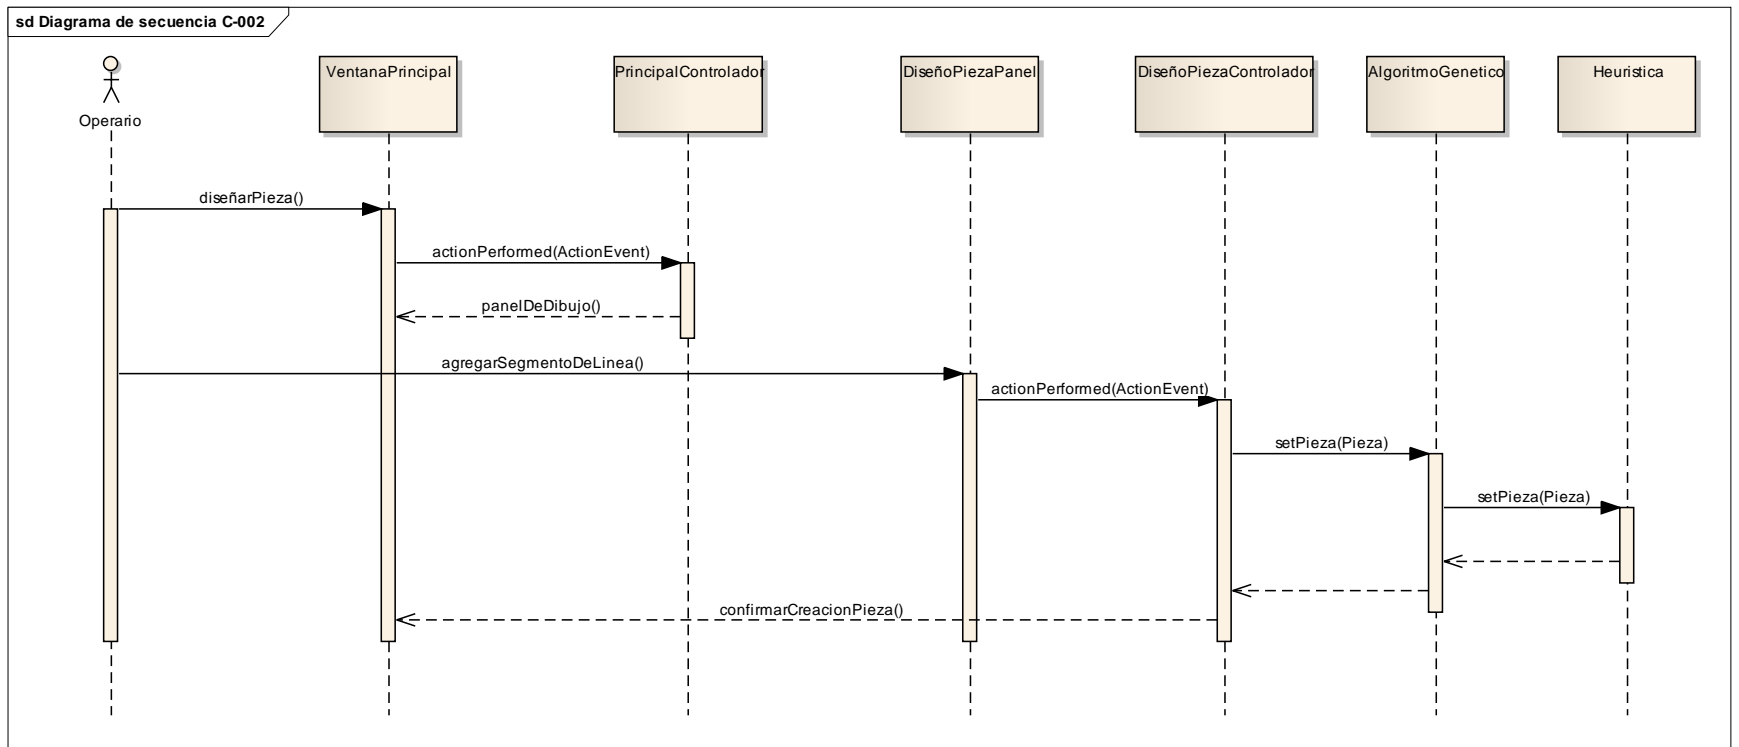 sd Diagrama de secuencia C-002
Operario
VentanaPrincipal
PrincipalControlador
DiseñoPiezaPanel
DiseñoPiezaControlador
AlgoritmoGenetico
Heuristica
diseñarPieza()
actionPerformed(ActionEvent)
panelDeDibujo()
agregarSegmentoDeLinea()
actionPerformed(ActionEvent)
setPieza(Pieza)
setPieza(Pieza)
confirmarCreacionPieza()